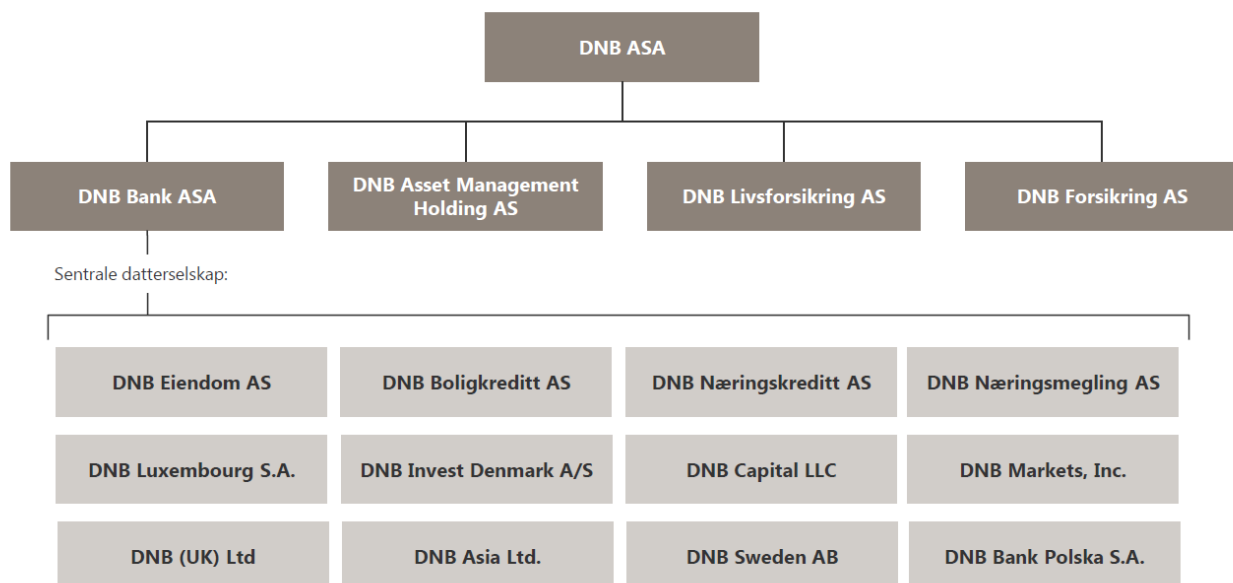 DNB ASA
DNB Bank ASA
DNB Asset Management
Holding AS
DNB Livsforsikring AS
DNB Forsikring AS
Sentrale datterselskap:
DNB Eiendom AS
DNB Boligkreditt AS
DNB Næringskreditt AS
DNB Næringsmegling AS
DNB Luxembourg S.A.
DNB Invest Denmark A/S
DNB Capital LLC
DNB Markets, Inc.
DNB (UK) Ltd
DNB Asia Ltd.
DNB Sweden AB
DNB Bank Polska S.A.